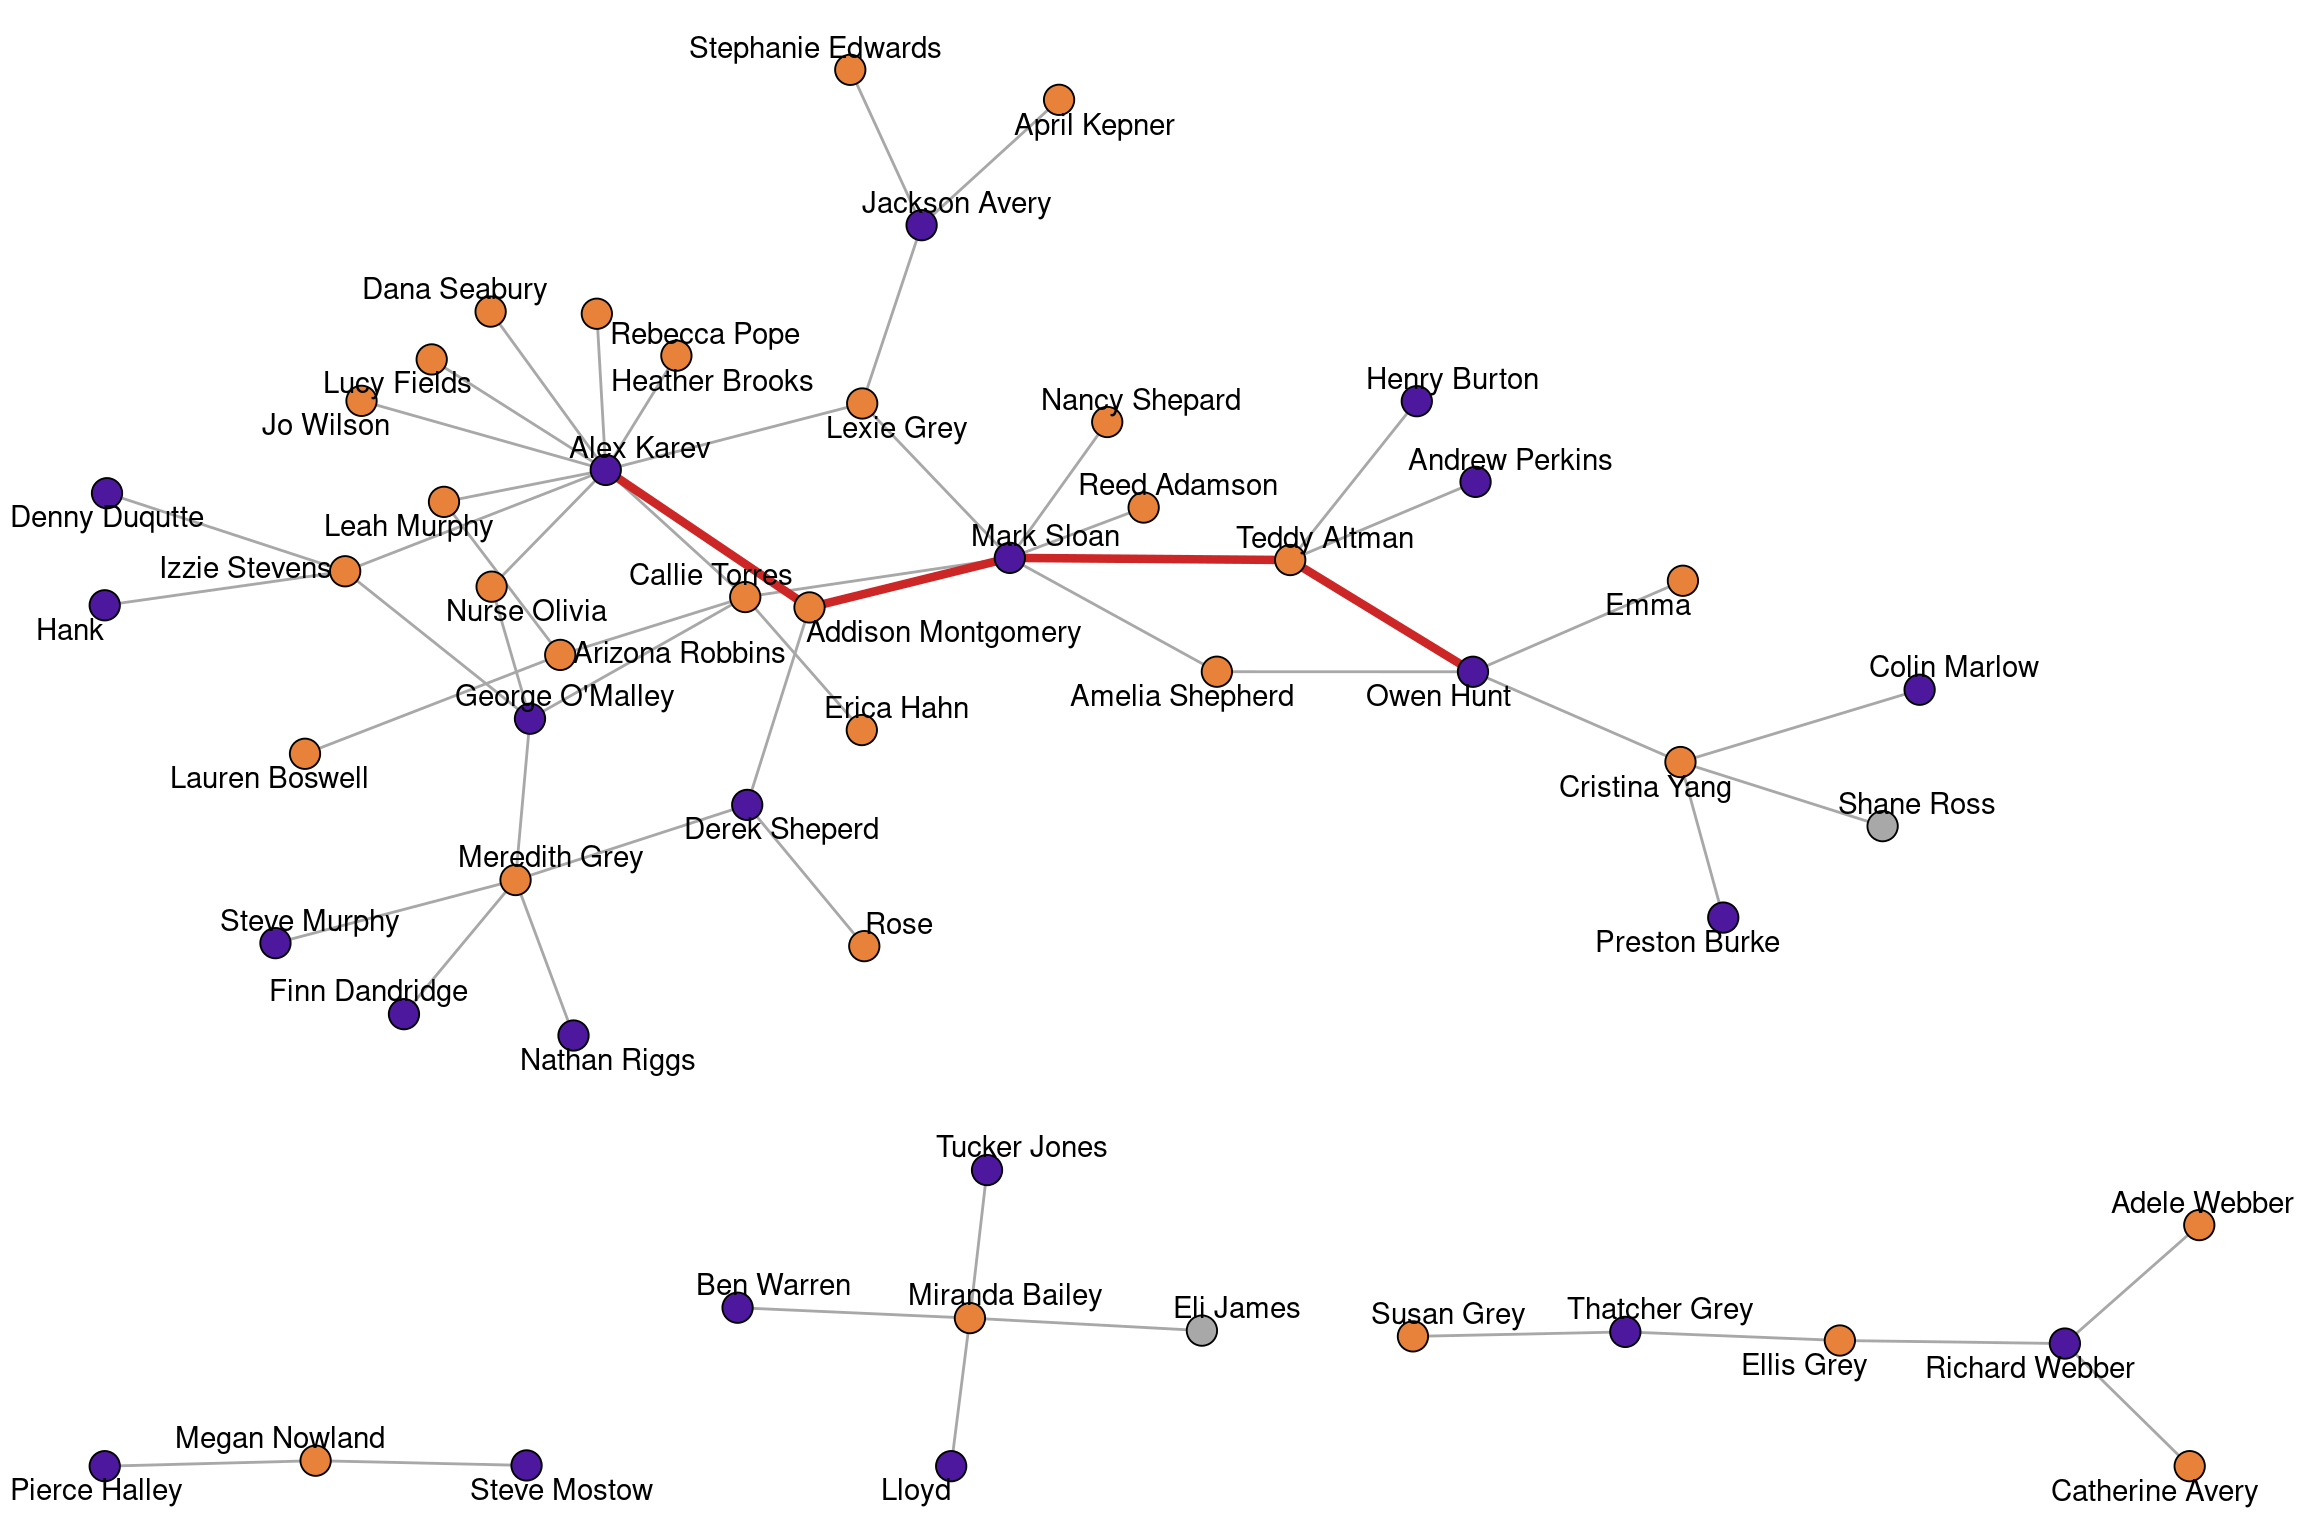 Stephanie Edwards
April Kepner
Jackson Avery
Dana Seabury
Rebecca Pope
Lucy Fields
Heather Brooks
Henry Burton
Jo Wilson
Lexie Grey
Nancy Shepard
Alex Karev
Andrew Perkins
Denny Duqutte
Leah Murphy
Reed Adamson
Mark Sloan
Teddy Altman
Izzie Stevens
Callie Torres
Hank
Nurse Olivia
Emma
Addison Montgomery
Arizona Robbins
Colin Marlow
George O'Malley
Erica Hahn
Amelia Shepherd
Owen Hunt
Lauren Boswell
Cristina Yang
Shane Ross
Derek Sheperd
Meredith Grey
Steve Murphy
Rose
Preston Burke
Finn Dandridge
Nathan Riggs
Tucker Jones
Adele Webber
Ben Warren
Miranda Bailey
Eli James
Susan Grey
Thatcher Grey
Ellis Grey
Richard Webber
Megan Nowland
Pierce Halley
Steve Mostow
Lloyd
Catherine Avery